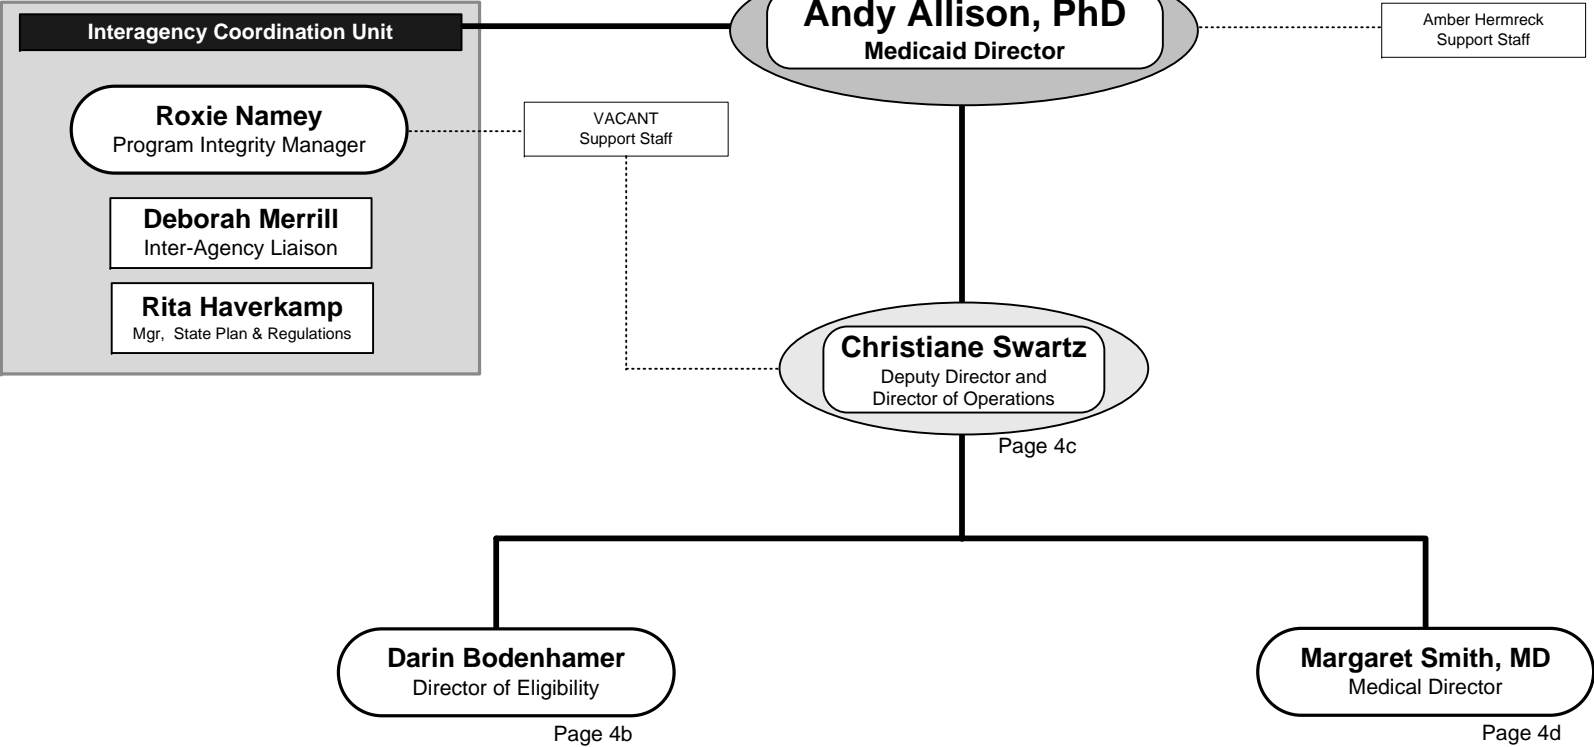 Interagency Coordination Unit
Andy Allison, PhD
Medicaid Director
Amber Hermreck
Support Staff
Roxie Namey
Program Integrity Manager
VACANT
Support Staff
Deborah Merrill
Inter-Agency Liaison
Rita Haverkamp
Mgr, State Plan & Regulations
Christiane Swartz
Deputy Director and
Director of Operations
Page 4c
Darin Bodenhamer
Director of Eligibility
Page 4b
Margaret Smith, MD
Medical Director
Page 4d